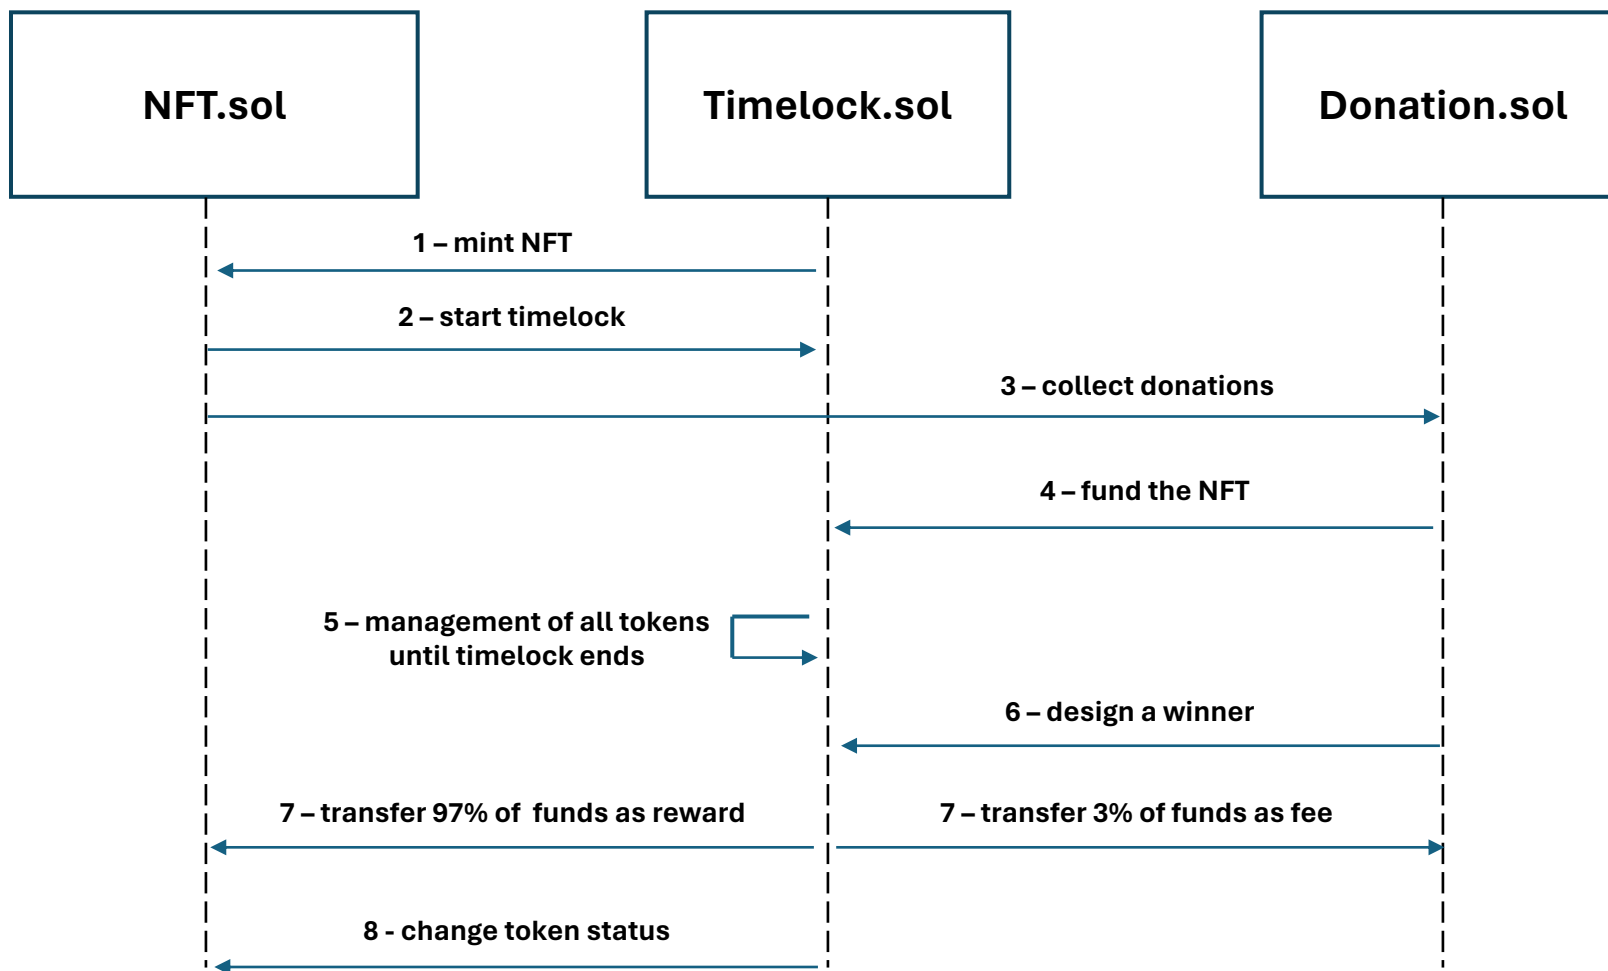 NFT.sol
Timelock.sol
Donation.sol
1 – mint NFT
2 – start timelock
3 – collect donations
4 – fund the NFT
5 – management of all tokens
until timelock ends
6 – design a winner
7 – transfer 97% of  funds as reward
7 – transfer 3% of funds as fee
8 - change token status